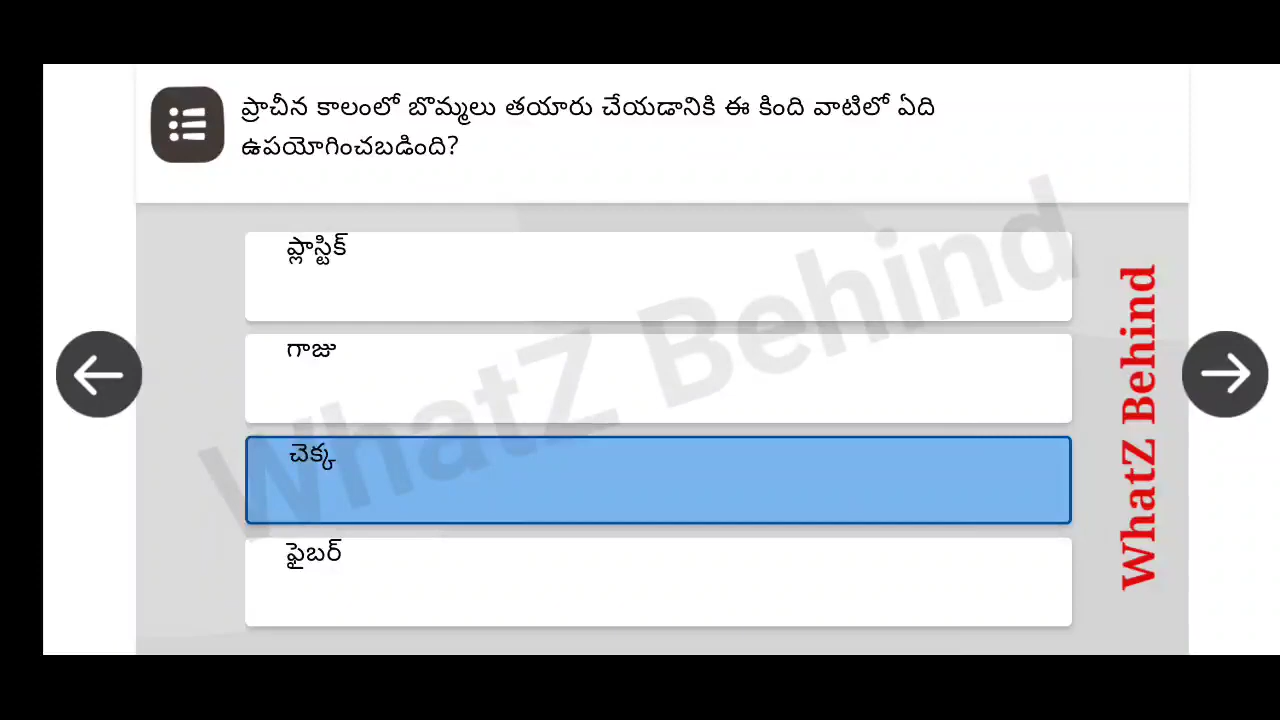 ప్రాచీన కాలంలో బొమ్మలు తయారు చేయడానికి ఈ కింది వాటిలో ఏది
ఉపయోగించబడింది?
ప్లాస్టిక్
గాజు
చెక్క
ఫైబర్
WhatZ Behind
WhatZ Behind